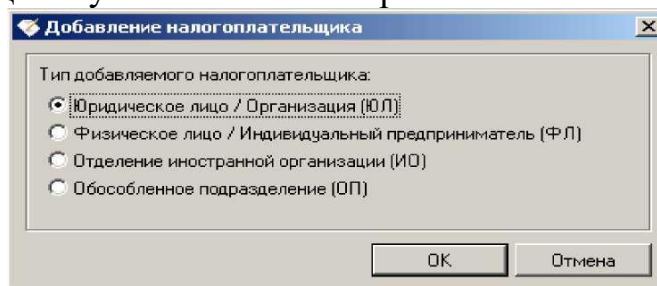 Добавление налогоплательщика
Тип добавляемого налогоплательщика:
Юридическое лицо / Организация (ЮЛ)
Физическое лицо / Индивидуальный предприниматель (ФЛ)
Отделение иностранной организации (ИО)
Обособленное подразделение (ОП)
OK Отмена